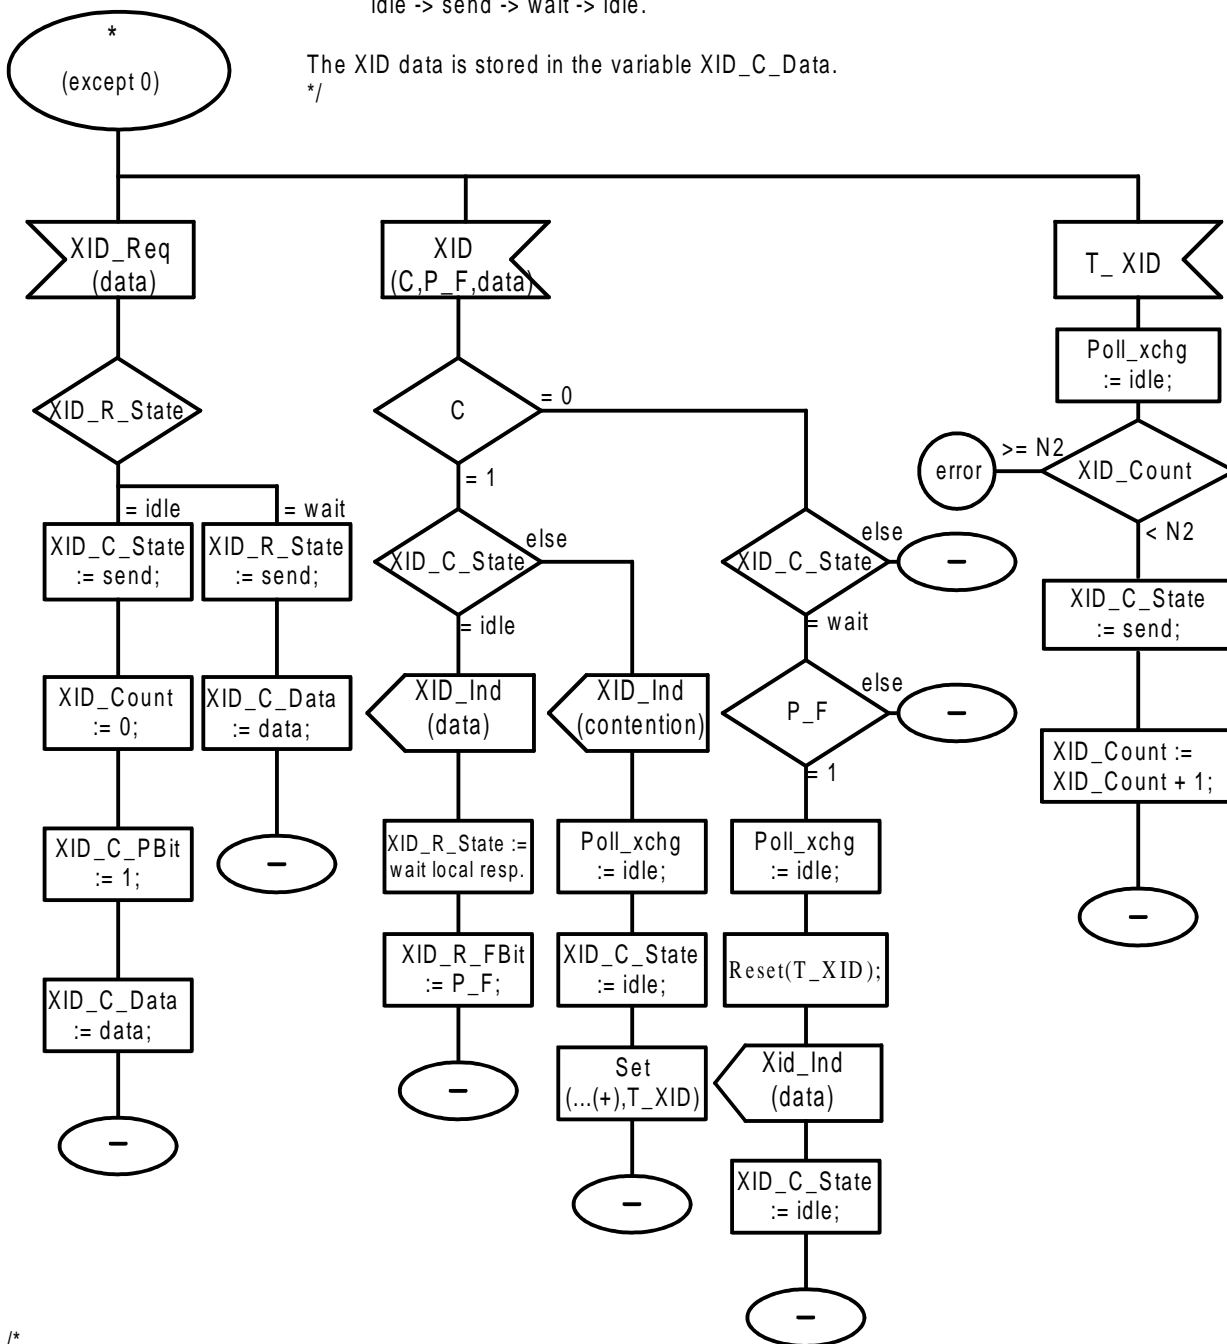 idle -> send -> wait -> idle.
*
(except 0)
The XID data is stored in the variable XID_C_Data.
*/
XID_Req
(data)
XID
(C,P_F,data)
T_ XID
Poll_xchg
:= idle;
XID_R_State
C
= 0
error
>= N2
XID_Count
= idle
= wait
= 1
< N2
XID_C_State
:= send;
XID_R_State
:= send;
XID_C_State
else
XID_C_State
else
–
XID_C_State
:= send;
= idle
= wait
XID_Count
:= 0;
XID_C_Data
:= data;
XID_Ind
(data)
XID_Ind
(contention)
P_F
else
–
= 1
XID_Count :=
XID_Count + 1;
XID_C_PBit
:= 1;
–
XID_R_State :=
wait local resp.
Poll_xchg
:= idle;
Poll_xchg
:= idle;
–
XID_C_Data
:= data;
XID_R_FBit
:= P_F;
XID_C_State
:= idle;
Reset(T_XID);
–
–
Set
(...(+),T_XID)
Xid_Ind
(data)
–
XID_C_State
:= idle;
–
/*